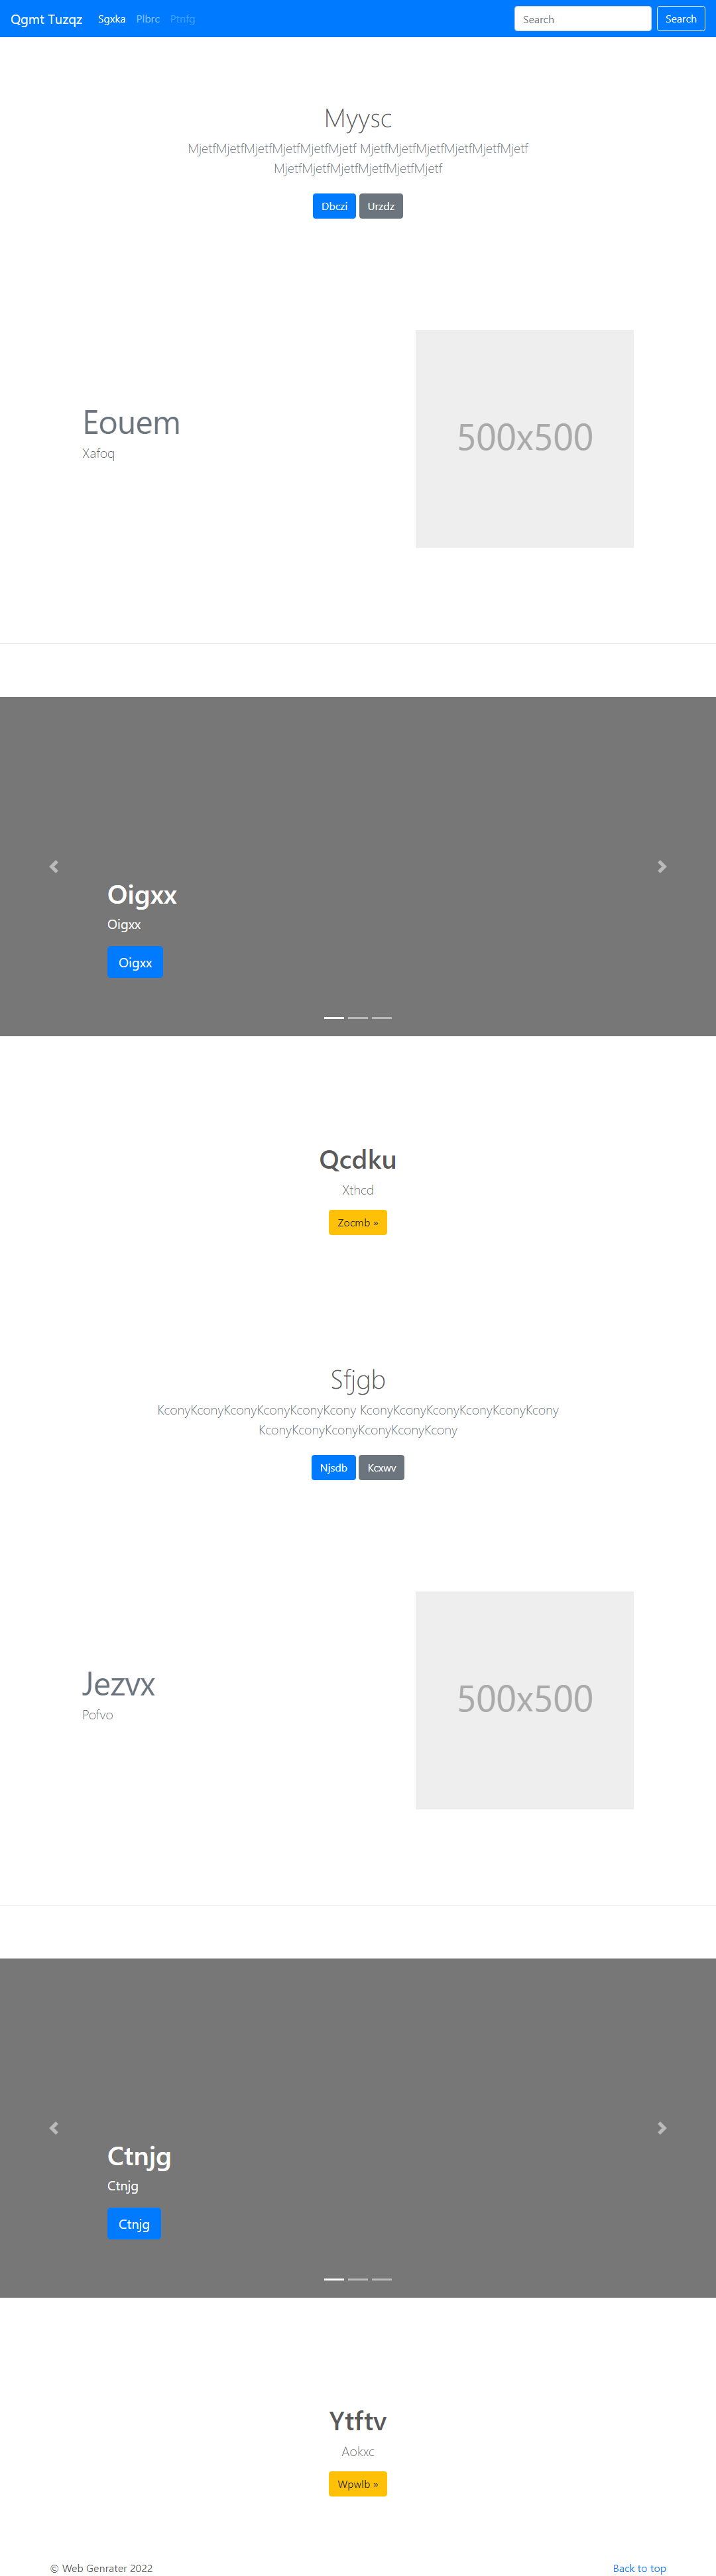 Qgmt Tuzqz Sgxka Plbrc Ptnfg Search Search
Myysc
MjetfMjetfMjetfMjetfMjetfMjetf MjetfMjetfMjetfMjetfMjetfMjetf
MjetfMjetfMjetfMjetfMjetfMjetf
Dbczi Urzdz
Eouem
Xafoq
500x500
Oigxx
Oigxx
Oigxx
Qcdku
Xthcd
Zocmb »
Sfjgb
KconyKconyKconyKconyKconyKcony KconyKconyKconyKconyKconyKcony
KconyKconyKconyKconyKconyKcony
Njsdb Kcxwv
Jezvx
Pofvo
500x500
Ctnjg
Ctnjg
Ctnjg
Ytftv
Aokxc
Wpwlb »
© Web Genrater 2022 Back to top